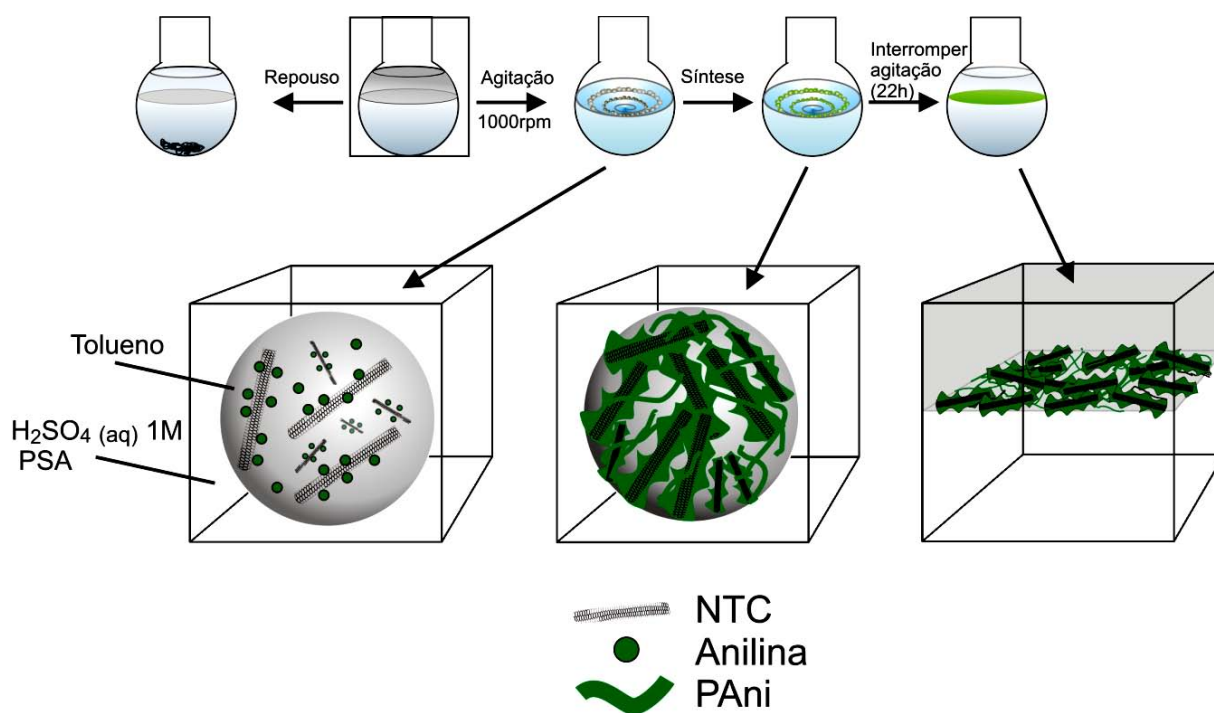 Repouso
Agitação
1000rpm
Síntese
Interromper
agitação
(22h)
Tolueno
H₂SO₄ (aq) 1M
PSA
NTC
Anilina
PAni